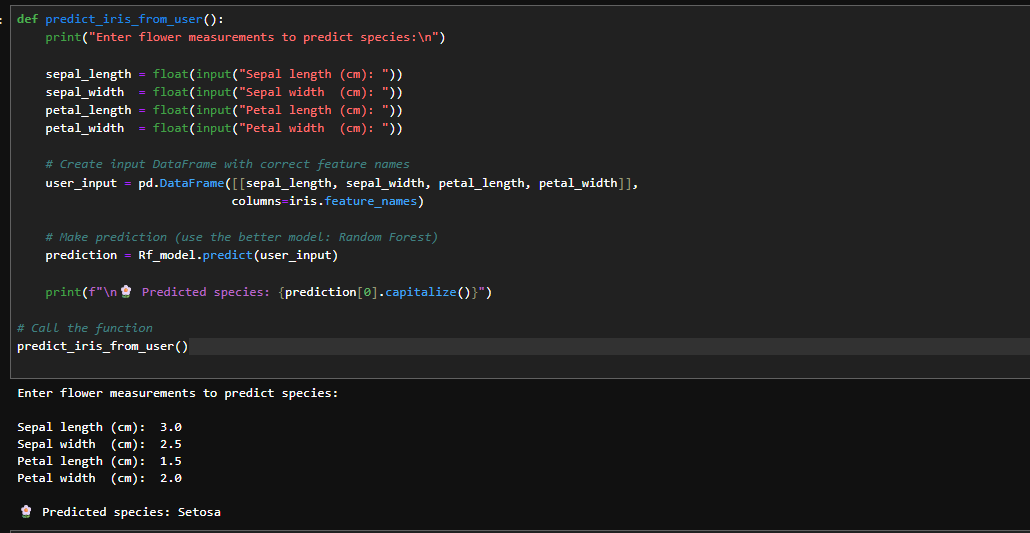 def predict_iris_from_user():
    print("Enter flower measurements to predict species:\n")

    sepal_length = float(input("Sepal length (cm): "))
    sepal_width  = float(input("Sepal width  (cm): "))
    petal_length = float(input("Petal length (cm): "))
    petal_width  = float(input("Petal width  (cm): "))

    # Create input DataFrame with correct feature names
    user_input = pd.DataFrame([[sepal_length, sepal_width, petal_length, petal_width]],
                              columns=iris.feature_names)

    # Make prediction (use the better model: Random Forest)
    prediction = Rf_model.predict(user_input)

    print(f"\n🌸 Predicted species: {prediction[0].capitalize()}")

# Call the function
predict_iris_from_user()

Enter flower measurements to predict species:

Sepal length (cm):  3.0
Sepal width  (cm):  2.5
Petal length (cm):  1.5
Petal width  (cm):  2.0

🌸 Predicted species: Setosa